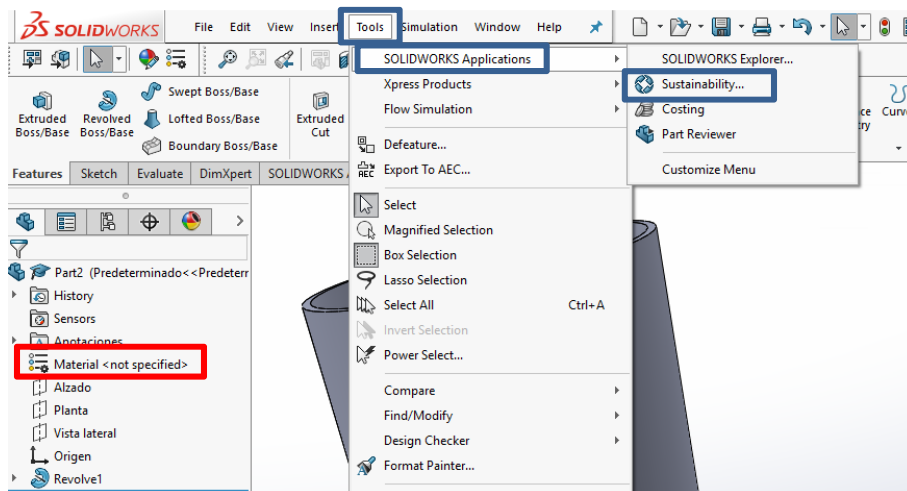 SOLIDWORKS File Edit View Insert Tools Simulation Window Help
SOLIDWORKS Applications
Xpress Products
Flow Simulation
Defeature...
Export To AEC...
Select
Magnified Selection
Box Selection
Lasso Selection
Select All Ctrl+A
Invert Selection
Power Select...
Compare
Find/Modify
Design Checker
Format Painter...
SOLIDWORKS Explorer...
Sustainability...
Costing
Part Reviewer
Customize Menu
Extruded Boss/Base
Revolved Boss/Base
Swept Boss/Base
Lofted Boss/Base
Boundary Boss/Base
Extruded Cut
Features Sketch Evaluate DimXpert SOLIDWORKS
Part2 (Predeterminado<<Predeterr
History
Sensors
Anotaciones
Material <not specified>
Alzado
Planta
Vista lateral
Origen
Revolve1